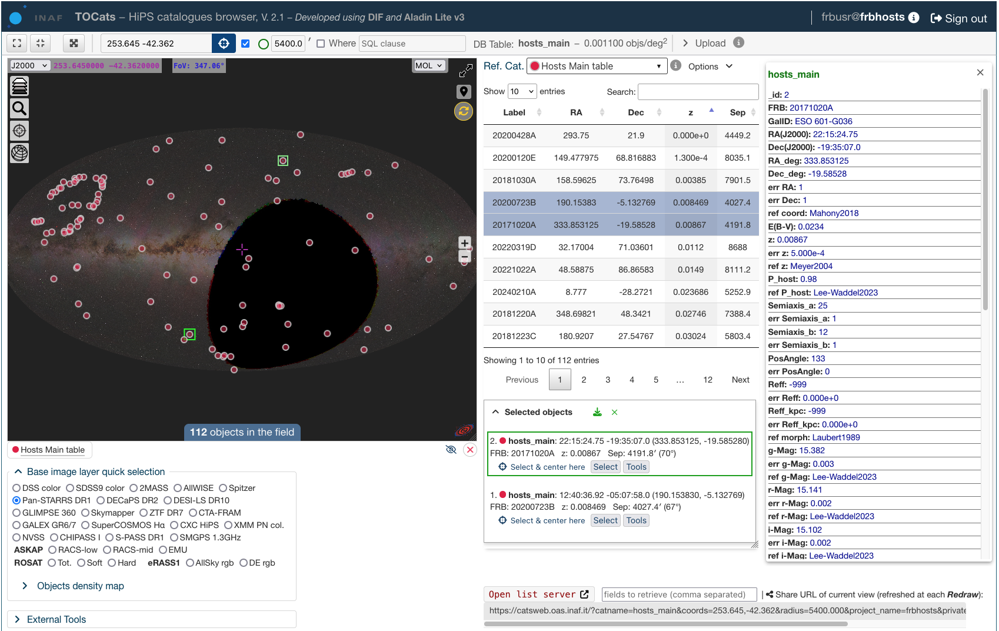 INAF TOCats – HiPS catalogues browser, V. 2.1 – Developed using DIF and Aladin Lite v3 frbusr@frbhosts Sign out
253.645 -42.362 5400.0 ′ Where SQL clause DB Table: hosts_main – 0.001100 objs/deg2 Upload
J2000 253.6450000 -42.3620000 FoV: 347.06° MOL
112 objects in the field
Hosts Main table
Base image layer quick selection
DSS color SDSS9 color 2MASS AllWISE Spitzer
Pan-STARRS DR1 DECaPS DR2 DESI-LS DR10
GLIMPSE 360 Skymapper ZTF DR7 CTA-FRAM
GALEX GR6/7 SuperCOSMOS Hα CXC HiPS XMM PN col.
NVSS CHIPASS I S-PASS DR1 SMGPS 1.3GHz
ASKAP RACS-low RACS-mid EMU
ROSAT Tot. Soft Hard eRASS1 AllSky rgb DE rgb
Objects density map
External Tools
Ref. Cat. Hosts Main table Options
Show 10 entries Search:
Label RA Dec z Sep
20200428A 293.75 21.9 0.000e+0 4449.2
20200120E 149.477975 68.816883 1.300e-4 8035.1
20181030A 158.59625 73.76498 0.00385 7901.5
20200723B 190.15383 -5.132769 0.008469 4027.4
20171020A 333.853125 -19.58528 0.00867 4191.8
20220319D 32.17004 71.03601 0.0112 8688
20221022A 48.58875 86.86583 0.0149 8111.2
20240210A 8.777 -28.2721 0.023686 5252.9
20181220A 348.69821 48.3421 0.02746 7388.4
20181223C 180.9207 27.54767 0.03024 5803.4
Showing 1 to 10 of 112 entries
Previous 1 2 3 4 5 … 12 Next
Selected objects
2. hosts_main: 22:15:24.75 -19:35:07.0 (333.853125, -19.585280)
FRB: 20171020A z: 0.00867 Sep: 4191.8′ (70°)
Select & center here Select Tools
1. hosts_main: 12:40:36.92 -05:07:58.0 (190.153830, -5.132769)
FRB: 20200723B z: 0.008469 Sep: 4027.4′ (67°)
Select & center here Select Tools
hosts_main
_id: 2
FRB: 20171020A
GalID: ESO 601-G036
RA(J2000): 22:15:24.75
Dec(J2000): -19:35:07.0
RA_deg: 333.853125
Dec_deg: -19.58528
err RA: 1
err Dec: 1
ref coord: Mahony2018
E(B-V): 0.0234
z: 0.00867
err z: 5.000e-4
ref z: Meyer2004
P_host: 0.98
ref P_host: Lee-Waddel2023
Semiaxis_a: 25
err Semiaxis_a: 1
Semiaxis_b: 12
err Semiaxis_b: 1
PosAngle: 133
err PosAngle: 0
Reff: -999
err Reff: 0.000e+0
Reff_kpc: -999
err Reff_kpc: 0.000e+0
ref morph: Laubert1989
g-Mag: 15.382
err g-Mag: 0.003
ref g-Mag: Lee-Waddel2023
r-Mag: 15.141
err r-Mag: 0.002
ref r-Mag: Lee-Waddel2023
i-Mag: 15.102
err i-Mag: 0.002
ref i-Mag: Lee-Waddel2023
Open list server fields to retrieve (comma separated) | Share URL of current view (refreshed at each Redraw):
https://catsweb.oas.inaf.it/?catname=hosts_main&coords=253.645,-42.362&radius=5400.000&project_name=frbhosts&private